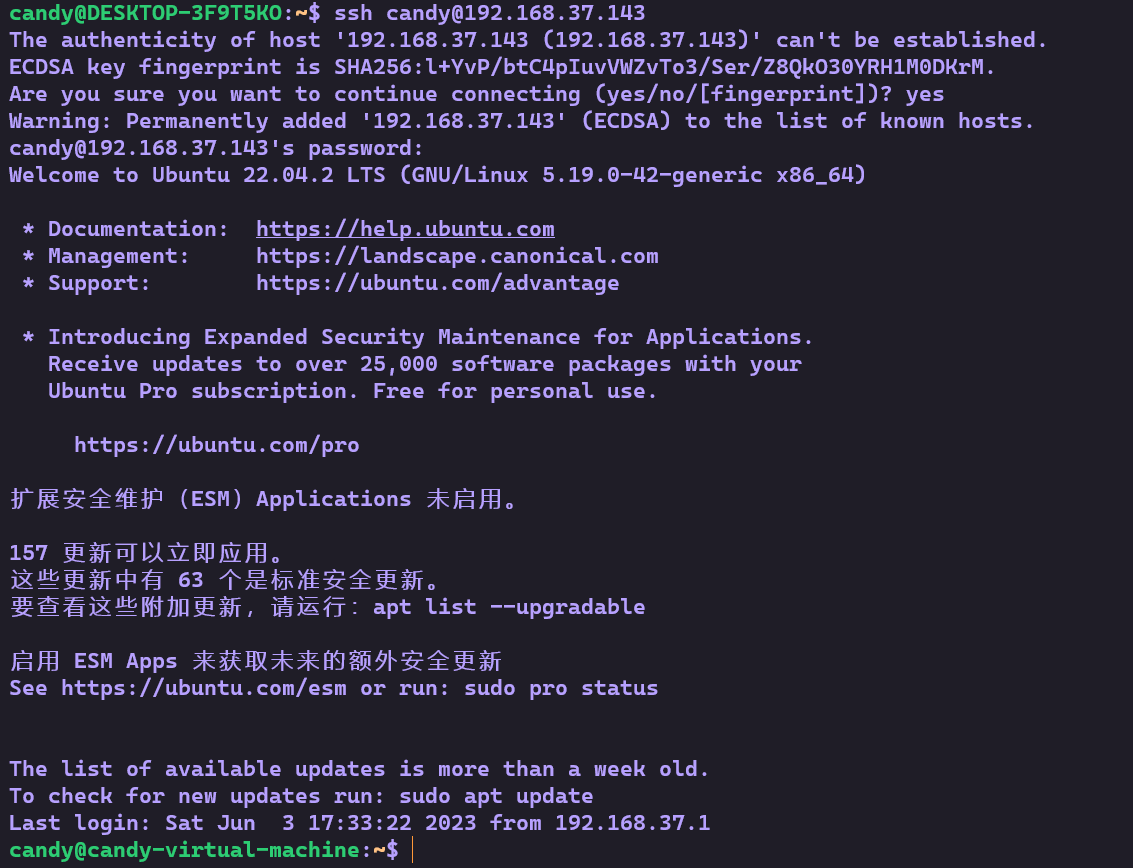 candy@DESKTOP-3F9T5KO:~$ ssh candy@192.168.37.143
The authenticity of host '192.168.37.143 (192.168.37.143)' can't be established.
ECDSA key fingerprint is SHA256:l+YvP/btC4pIuvVWZvTo3/Ser/Z8QkO30YRH1M0DKrM.
Are you sure you want to continue connecting (yes/no/[fingerprint])? yes
Warning: Permanently added '192.168.37.143' (ECDSA) to the list of known hosts.
candy@192.168.37.143's password:
Welcome to Ubuntu 22.04.2 LTS (GNU/Linux 5.19.0-42-generic x86_64)
* Documentation:  https://help.ubuntu.com
* Management:     https://landscape.canonical.com
* Support:        https://ubuntu.com/advantage
* Introducing Expanded Security Maintenance for Applications.
Receive updates to over 25,000 software packages with your
Ubuntu Pro subscription. Free for personal use.
https://ubuntu.com/pro
扩展安全维护（ESM）Applications 未启用。
157 更新可以立即应用。
这些更新中有 63 个是标准安全更新。
要查看这些附加更新，请运行：apt list --upgradable
启用 ESM Apps 来获取未来的额外安全更新
See https://ubuntu.com/esm or run: sudo pro status
The list of available updates is more than a week old.
To check for new updates run: sudo apt update
Last login: Sat Jun  3 17:33:22 2023 from 192.168.37.1
candy@candy-virtual-machine:~$